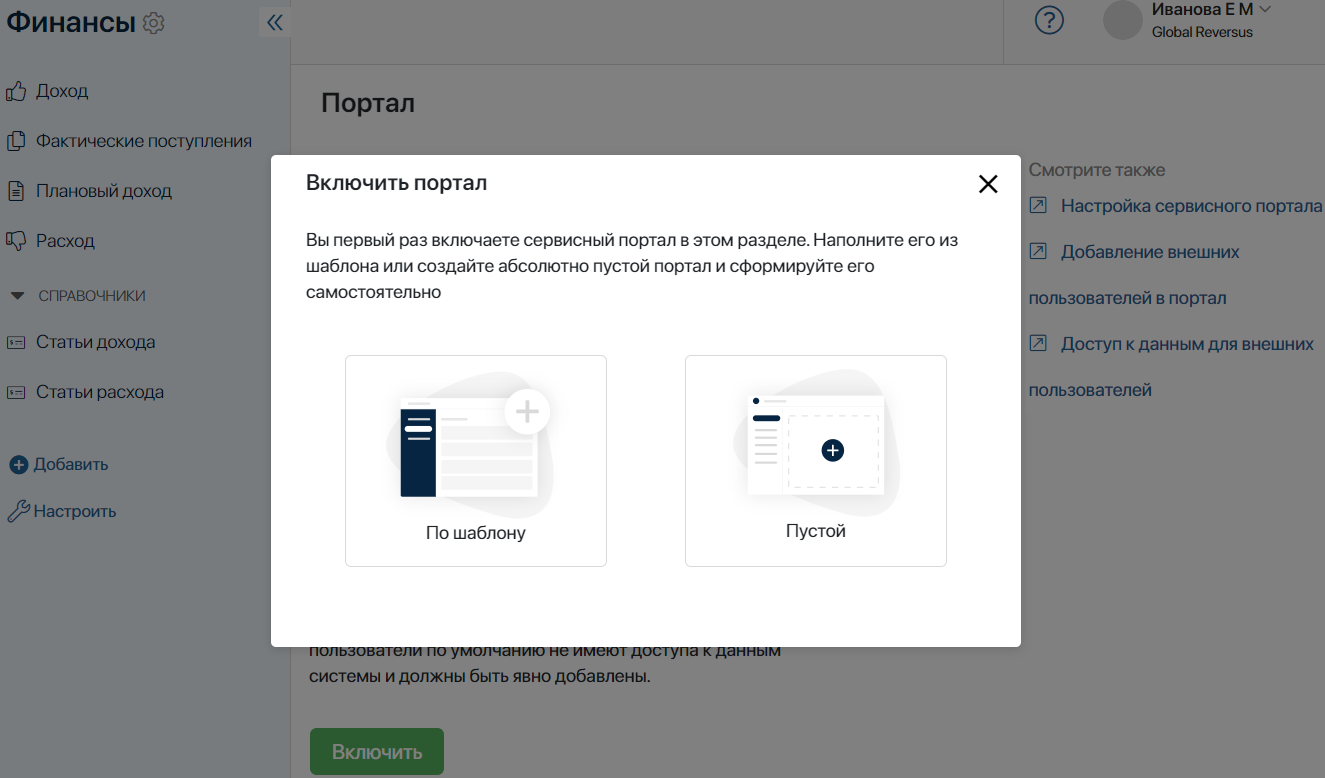 Финансы
Доход
Фактические поступления
Плановый доход
Расход
СПРАВОЧНИКИ
Статьи дохода
Статьи расхода
Добавить
Настроить
?
Иванова Е М
Global Reversus
Портал
Включить портал
Вы первый раз включаете сервисный портал в этом разделе. Наполните его из
шаблона или создайте абсолютно пустой портал и сформируйте его
самостоятельно
По шаблону
Пустой
Смотрите также
Настройка сервисного портала
Добавление внешних
пользователей в портал
Доступ к данным для внешних
пользователей
пользователи по умолчанию не имеют доступа к данным
системы и должны быть явно добавлены.
Включить